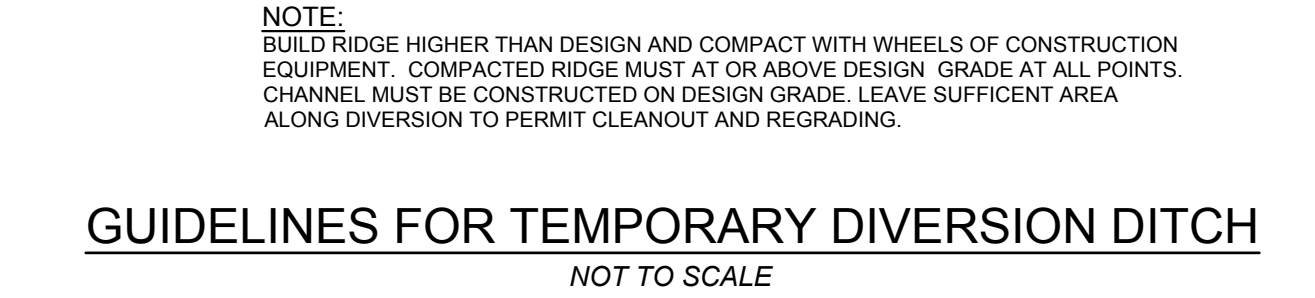 NOTE:
BUILD RIDGE HIGHER THAN DESIGN AND COMPACT WITH WHEELS OF CONSTRUCTION
EQUIPMENT. COMPACTED RIDGE MUST AT OR ABOVE DESIGN GRADE AT ALL POINTS.
CHANNEL MUST BE CONSTRUCTED ON DESIGN GRADE. LEAVE SUFFICENT AREA
ALONG DIVERSION TO PERMIT CLEANOUT AND REGRADING.
GUIDELINES FOR TEMPORARY DIVERSION DITCH
NOT TO SCALE